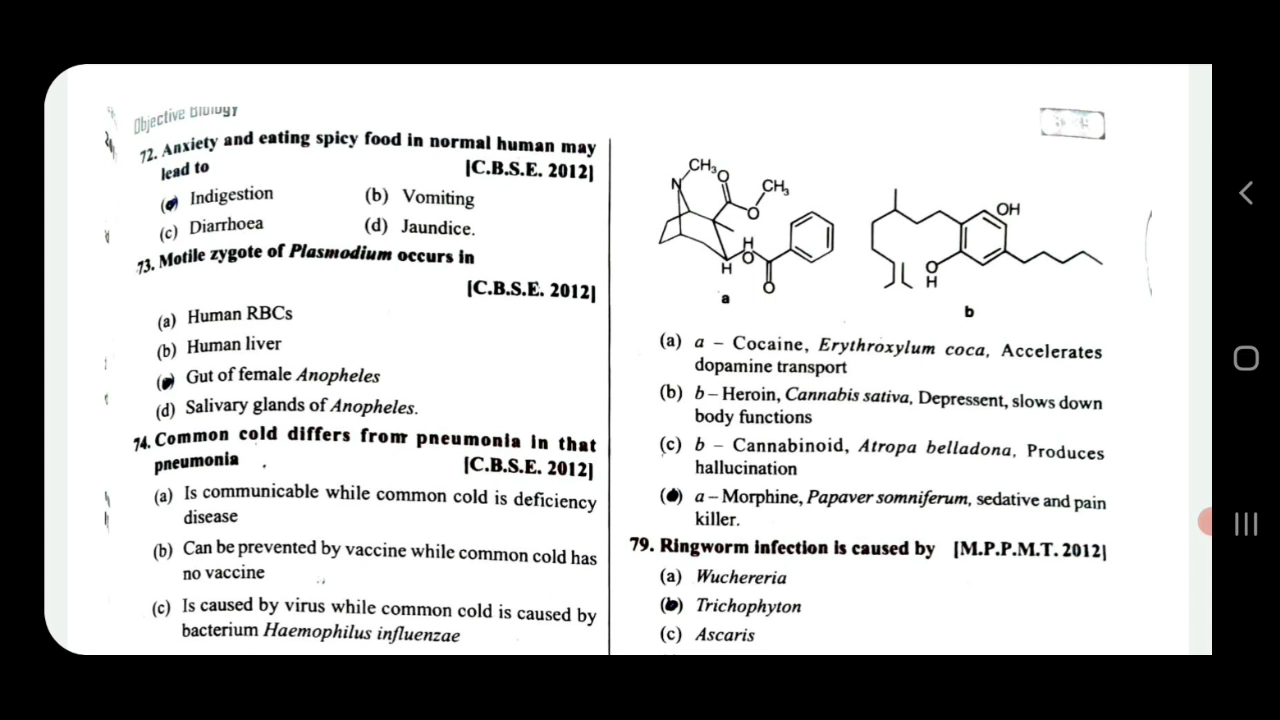 Objective Biology
72. Anxiety and eating spicy food in normal human may
lead to [C.B.S.E. 2012]
Indigestion (b) Vomiting
(c) Diarrhoea (d) Jaundice.
73. Motile zygote of Plasmodium occurs in
[C.B.S.E. 2012]
(a) Human RBCs
(b) Human liver
Gut of female Anopheles
(d) Salivary glands of Anopheles.
74. Common cold differs from pneumonia in that
pneumonia [C.B.S.E. 2012]
(a) Is communicable while common cold is deficiency
disease
(b) Can be prevented by vaccine while common cold has
no vaccine
(c) Is caused by virus while common cold is caused by
bacterium Haemophilus influenzae
CH₃
N
O
CH₃
O
H
O
H
O
a
OH
O
H
b
(a) a – Cocaine, Erythroxylum coca, Accelerates
dopamine transport
(b) b – Heroin, Cannabis sativa, Depressent, slows down
body functions
(c) b – Cannabinoid, Atropa belladona, Produces
hallucination
a – Morphine, Papaver somniferum, sedative and pain
killer.
79. Ringworm infection is caused by [M.P.P.M.T. 2012]
(a) Wuchereria
(b) Trichophyton
(c) Ascaris